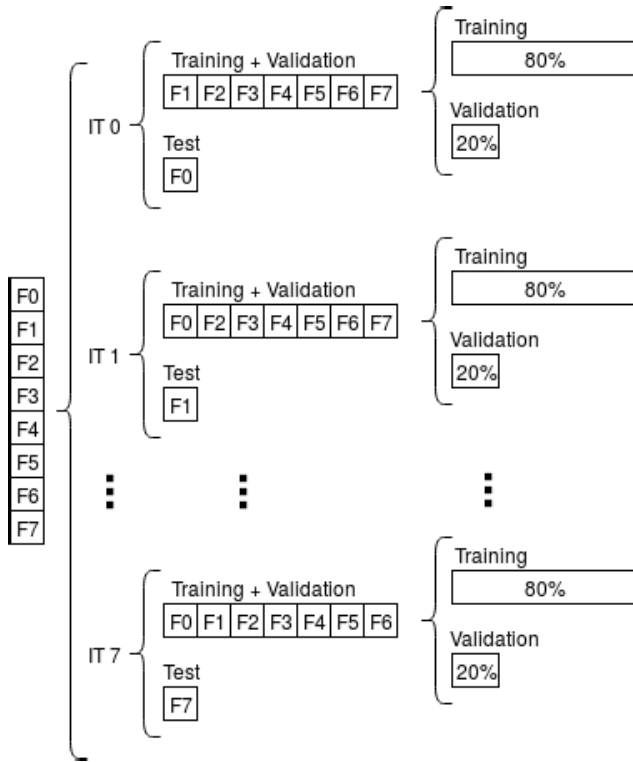 F0
F1
F2
F3
F4
F5
F6
F7
IT 0
Training + Validation
F1 F2 F3 F4 F5 F6 F7
Test
F0
Training
80%
Validation
20%
IT 1
Training + Validation
F0 F2 F3 F4 F5 F6 F7
Test
F1
Training
80%
Validation
20%
IT 7
Training + Validation
F0 F1 F2 F3 F4 F5 F6
Test
F7
Training
80%
Validation
20%